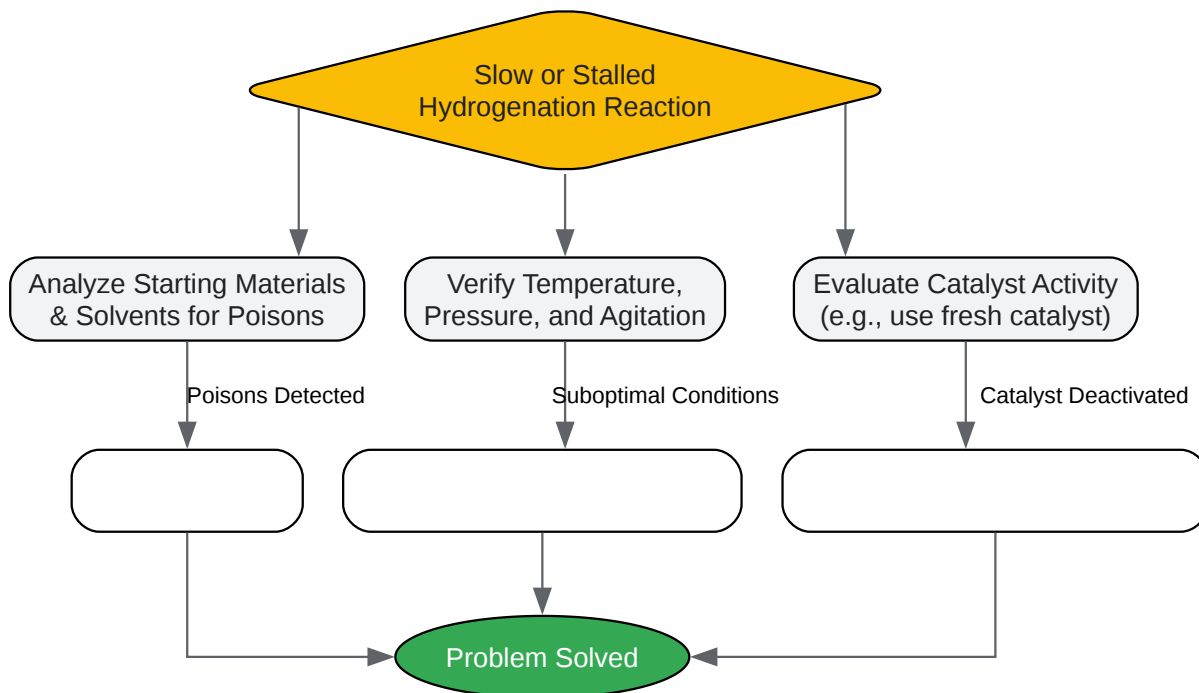 Slow or Stalled
Hydrogenation Reaction
Analyze Starting Materials
& Solvents for Poisons
Verify Temperature,
Pressure, and Agitation
Evaluate Catalyst Activity
(e.g., use fresh catalyst)
Poisons Detected
Suboptimal Conditions
Catalyst Deactivated
Problem Solved